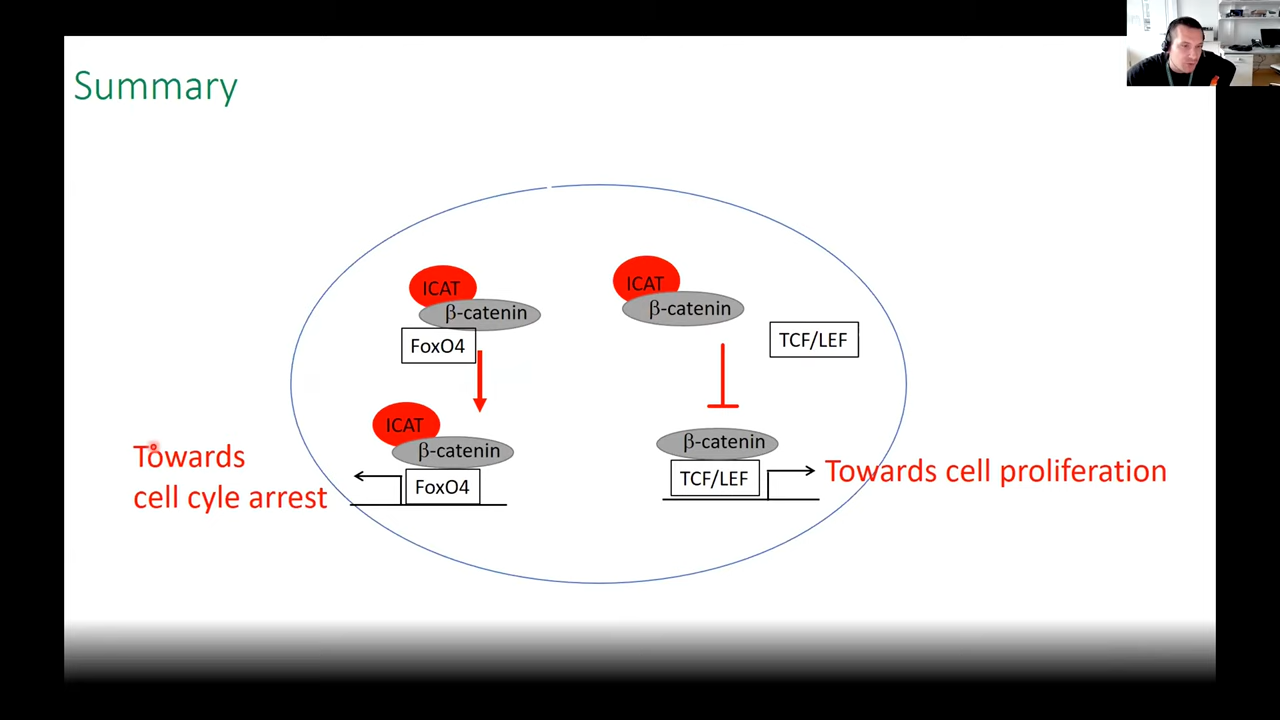 Summary
ICAT
β-catenin
FoxO4
ICAT
β-catenin
TCF/LEF
ICAT
β-catenin
FoxO4
Towards
cell cyle arrest
β-catenin
TCF/LEF
Towards cell proliferation